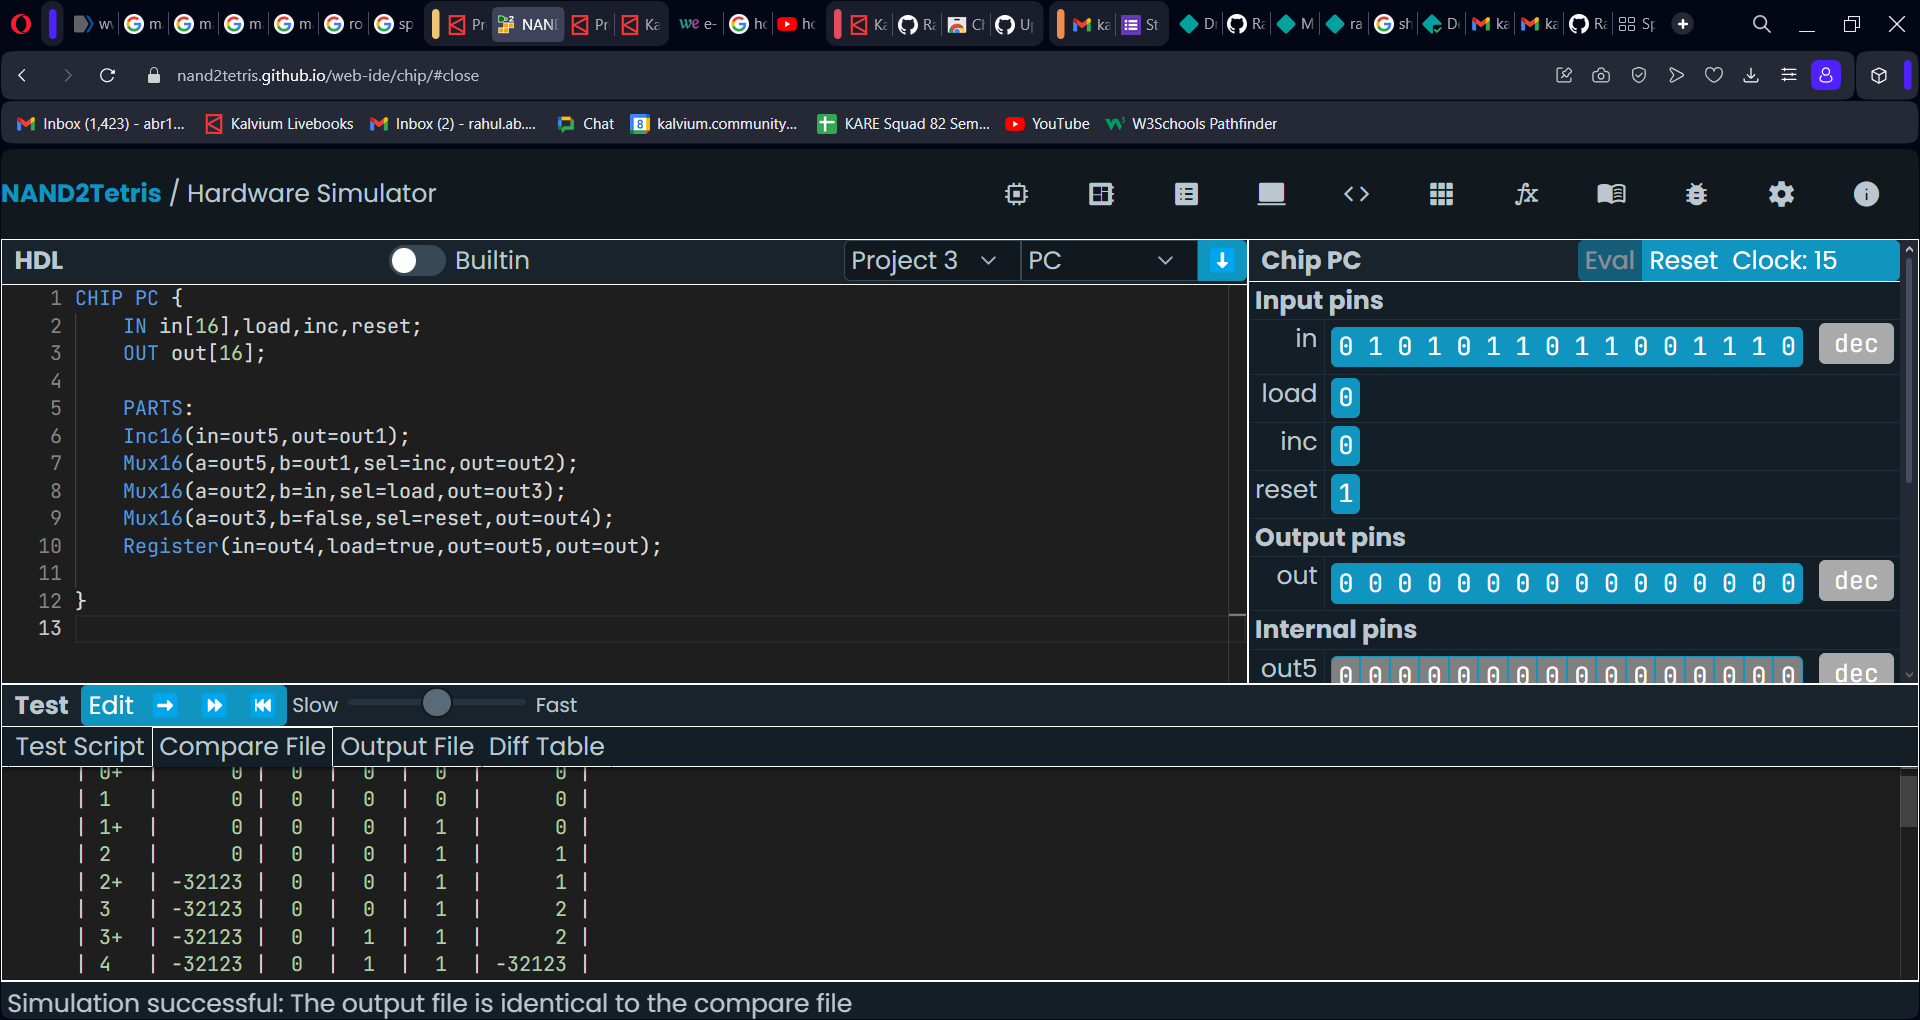 Pr
NAND
Pr
Ka
we e-
hc
Ka
Ra
Cl
ka
St
ra
sh
ka
ka
Ra
Sp
nand2tetris.github.io/web-ide/chip/#close
Inbox (1,423) - abr1...
Kalvium Livebooks
Inbox (2) - rahul.ab....
Chat
8 kalvium.community...
KARE Squad 82 Sem...
YouTube
W3Schools Pathfinder
NAND2Tetris / Hardware Simulator
HDL Builtin Project 3 PC
1 CHIP PC {
2 IN in[16],load,inc,reset;
3 OUT out[16];
4
5 PARTS:
6 Inc16(in=out5,out=out1);
7 Mux16(a=out5,b=out1,sel=inc,out=out2);
8 Mux16(a=out2,b=in,sel=load,out=out3);
9 Mux16(a=out3,b=false,sel=reset,out=out4);
10 Register(in=out4,load=true,out=out5,out=out);
11
12 }
13
Chip PC Eval Reset Clock: 15
Input pins
in 0 1 0 1 0 1 1 0 1 1 0 0 1 1 1 0 dec
load 0
inc 0
reset 1
Output pins
out 0 0 0 0 0 0 0 0 0 0 0 0 0 0 0 0 dec
Internal pins
out5 0 0 0 0 0 0 0 0 0 0 0 0 0 0 0 0 dec
Test Edit Slow Fast
Test Script Compare File Output File Diff Table
| 0+ | 0 | 0 | 0 | 0 | 0 |
| 1 | 0 | 0 | 0 | 0 | 0 |
| 1+ | 0 | 0 | 0 | 1 | 0 |
| 2 | 0 | 0 | 0 | 1 | 1 |
| 2+ | -32123 | 0 | 0 | 1 | 1 |
| 3 | -32123 | 0 | 0 | 1 | 2 |
| 3+ | -32123 | 0 | 1 | 1 | 2 |
| 4 | -32123 | 0 | 1 | 1 | -32123 |
Simulation successful: The output file is identical to the compare file